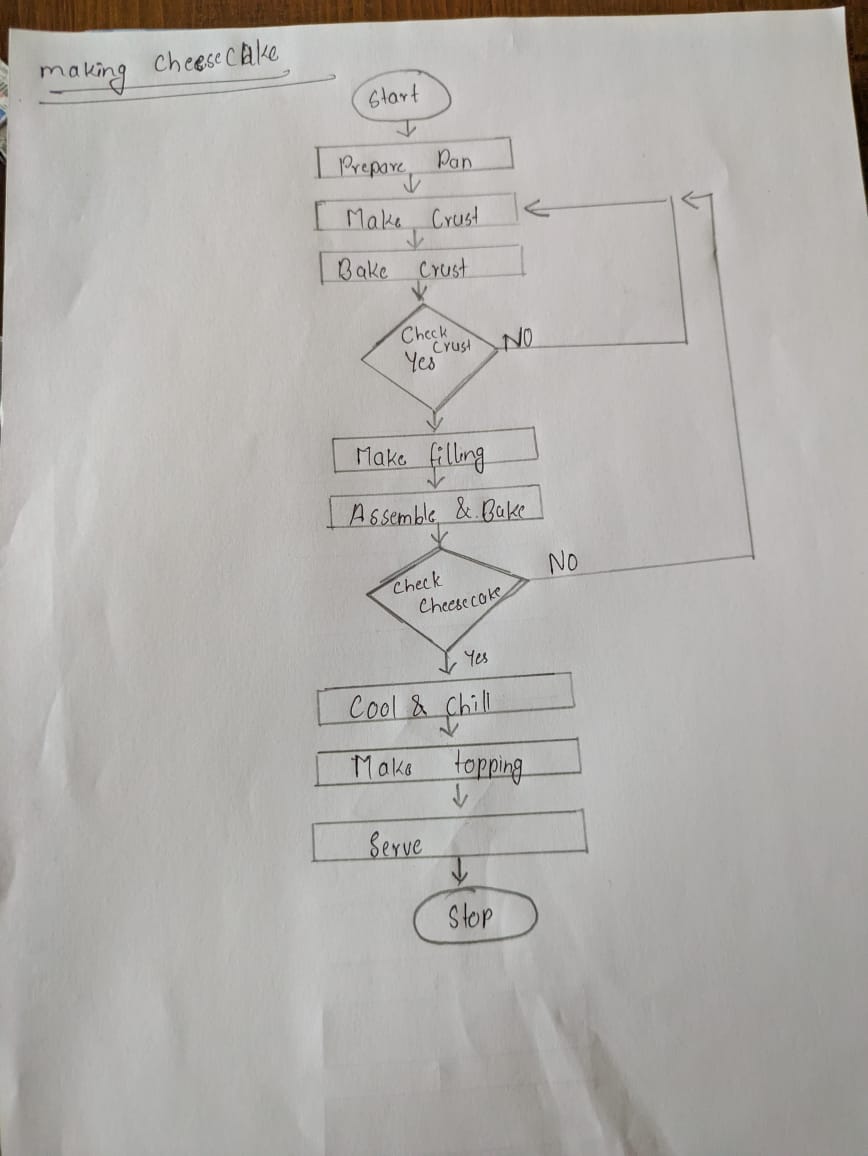 making cheesecake
Start
Prepare Pan
Make Crust
Bake Crust
Check
Crust
Yes
NO
Make filling
Assemble & Bake
Check
Cheesecake
NO
Yes
Cool & Chill
Make topping
Serve
Stop